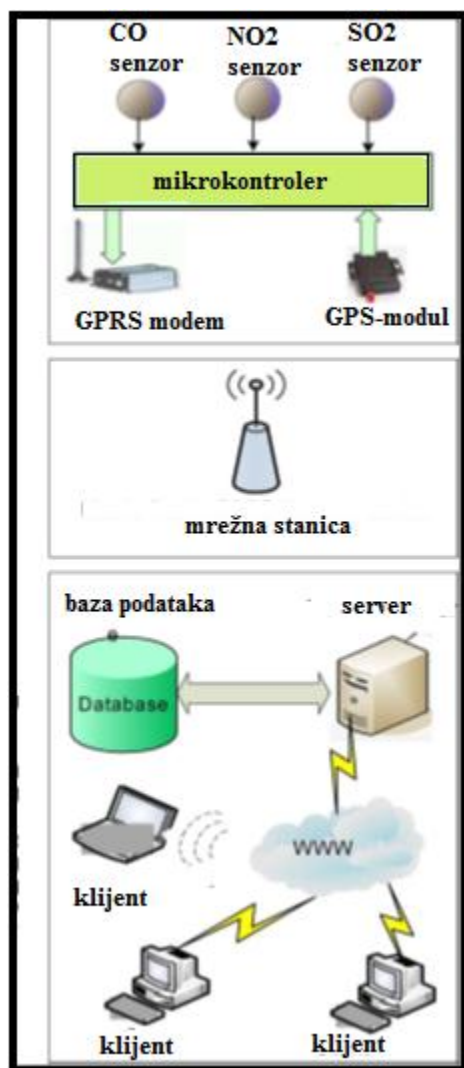 CO
senzor
NO2
senzor
SO2
senzor
mikrokontroler
GPRS modem
GPS-modul
mrežna stanica
baza podataka
server
Database
www
klijent
klijent
klijent